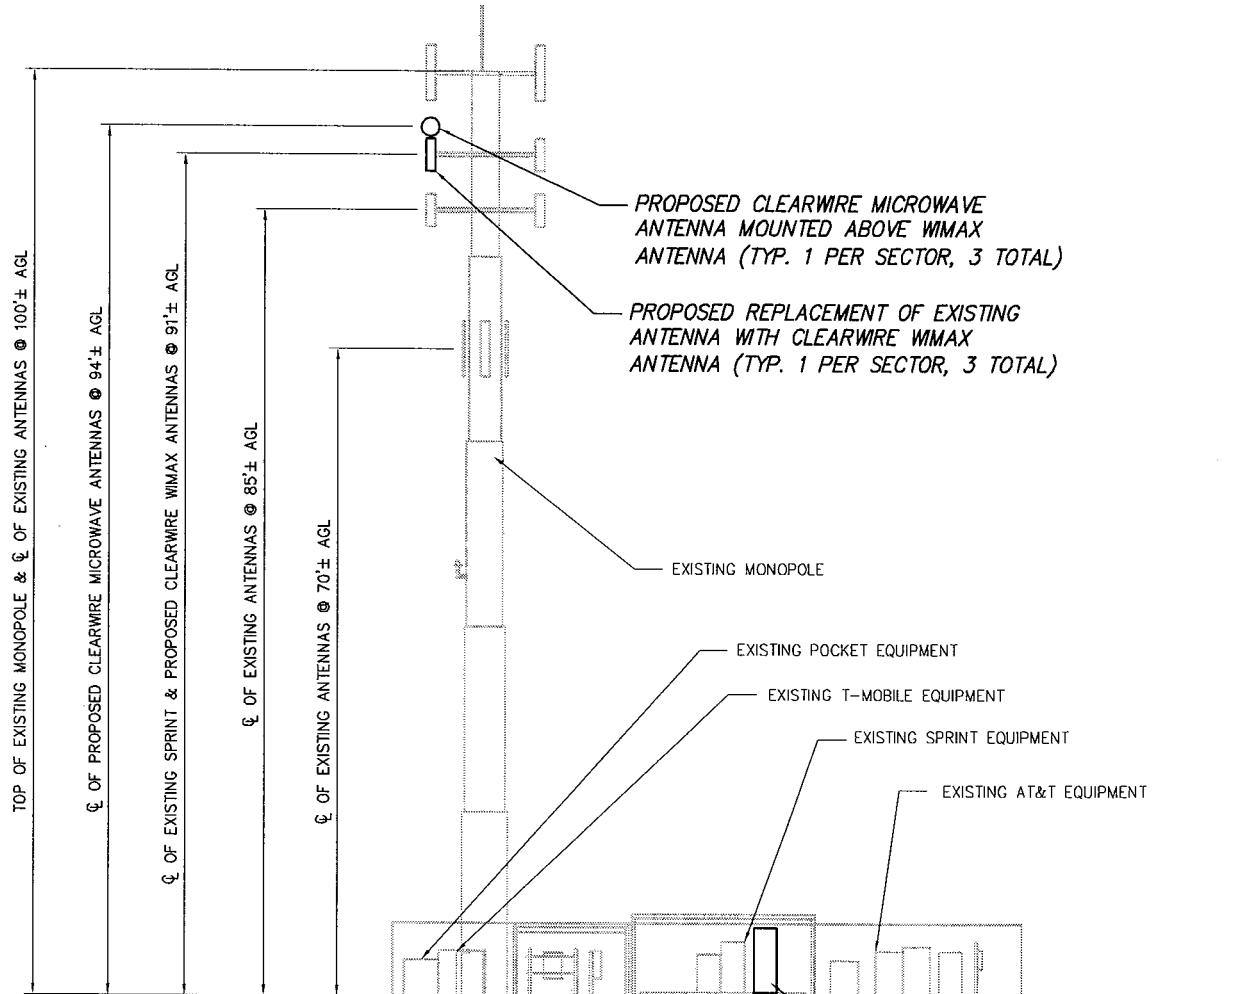 TOP OF EXISTING MONOPOLE & ℄ OF EXISTING ANTENNAS @ 100'± AGL
℄ OF PROPOSED CLEARWIRE MICROWAVE ANTENNAS @ 94'± AGL
℄ OF EXISTING SPRINT & PROPOSED CLEARWIRE WIMAX ANTENNAS @ 91'± AGL
℄ OF EXISTING ANTENNAS @ 85'± AGL
℄ OF EXISTING ANTENNAS @ 70'± AGL
PROPOSED CLEARWIRE MICROWAVE
ANTENNA MOUNTED ABOVE WIMAX
ANTENNA (TYP. 1 PER SECTOR, 3 TOTAL)
PROPOSED REPLACEMENT OF EXISTING
ANTENNA WITH CLEARWIRE WIMAX
ANTENNA (TYP. 1 PER SECTOR, 3 TOTAL)
EXISTING MONOPOLE
EXISTING POCKET EQUIPMENT
EXISTING T-MOBILE EQUIPMENT
EXISTING SPRINT EQUIPMENT
EXISTING AT&T EQUIPMENT